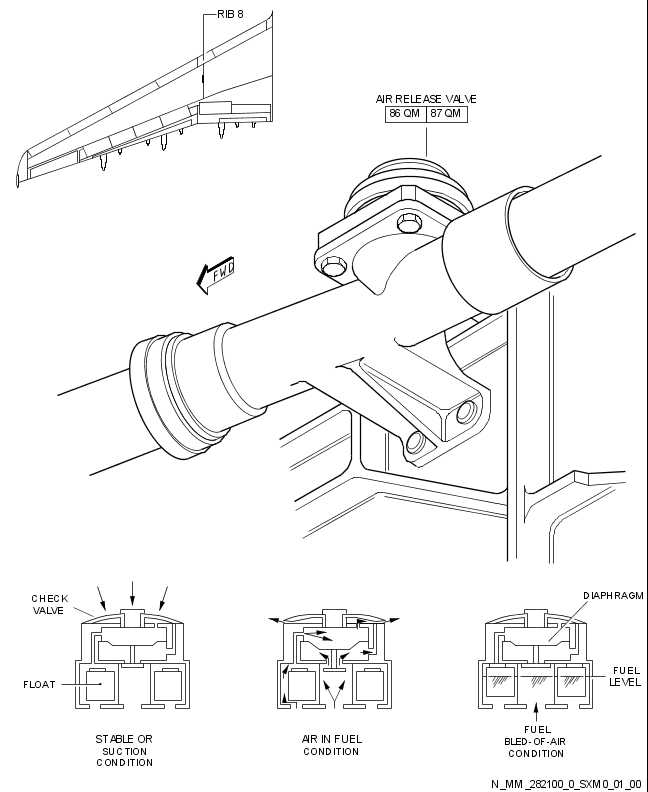 RIB 8
AIR RELEASE VALVE
86 QM 87 QM
FWD
CHECK
VALVE
DIAPHRAGM
FLOAT
FUEL
LEVEL
STABLE OR
SUCTION
CONDITION
AIR IN FUEL
CONDITION
FUEL
BLED-OF-AIR
CONDITION
N_MM_282100_0_SXM0_01_00